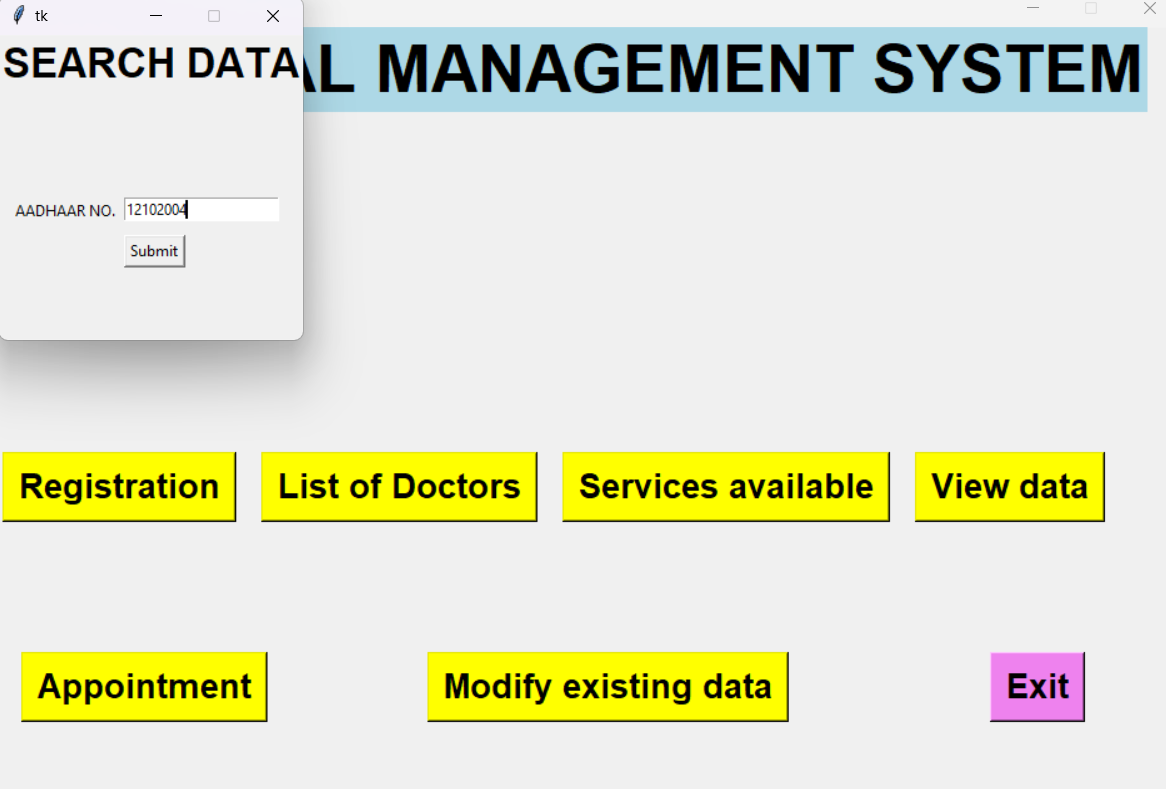 tk
SEARCH DATA
AL MANAGEMENT SYSTEM
AADHAAR NO. 12102004
Submit
Registration List of Doctors Services available View data
Appointment Modify existing data Exit